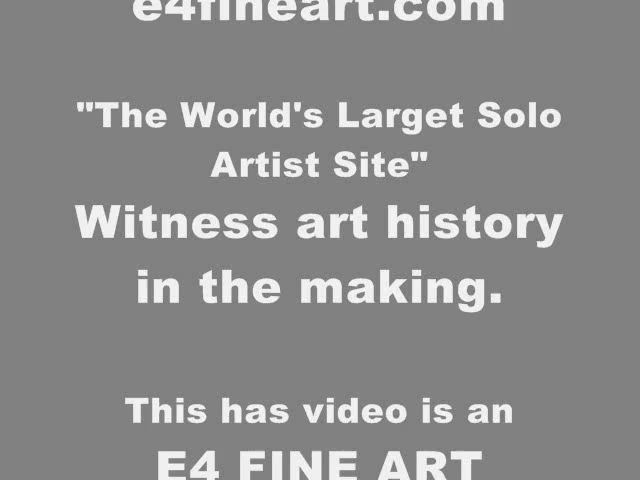 e4fineart.com
"The World's Larget Solo
Artist Site"
Witness art history
in the making.
This has video is an
E4 FINE ART